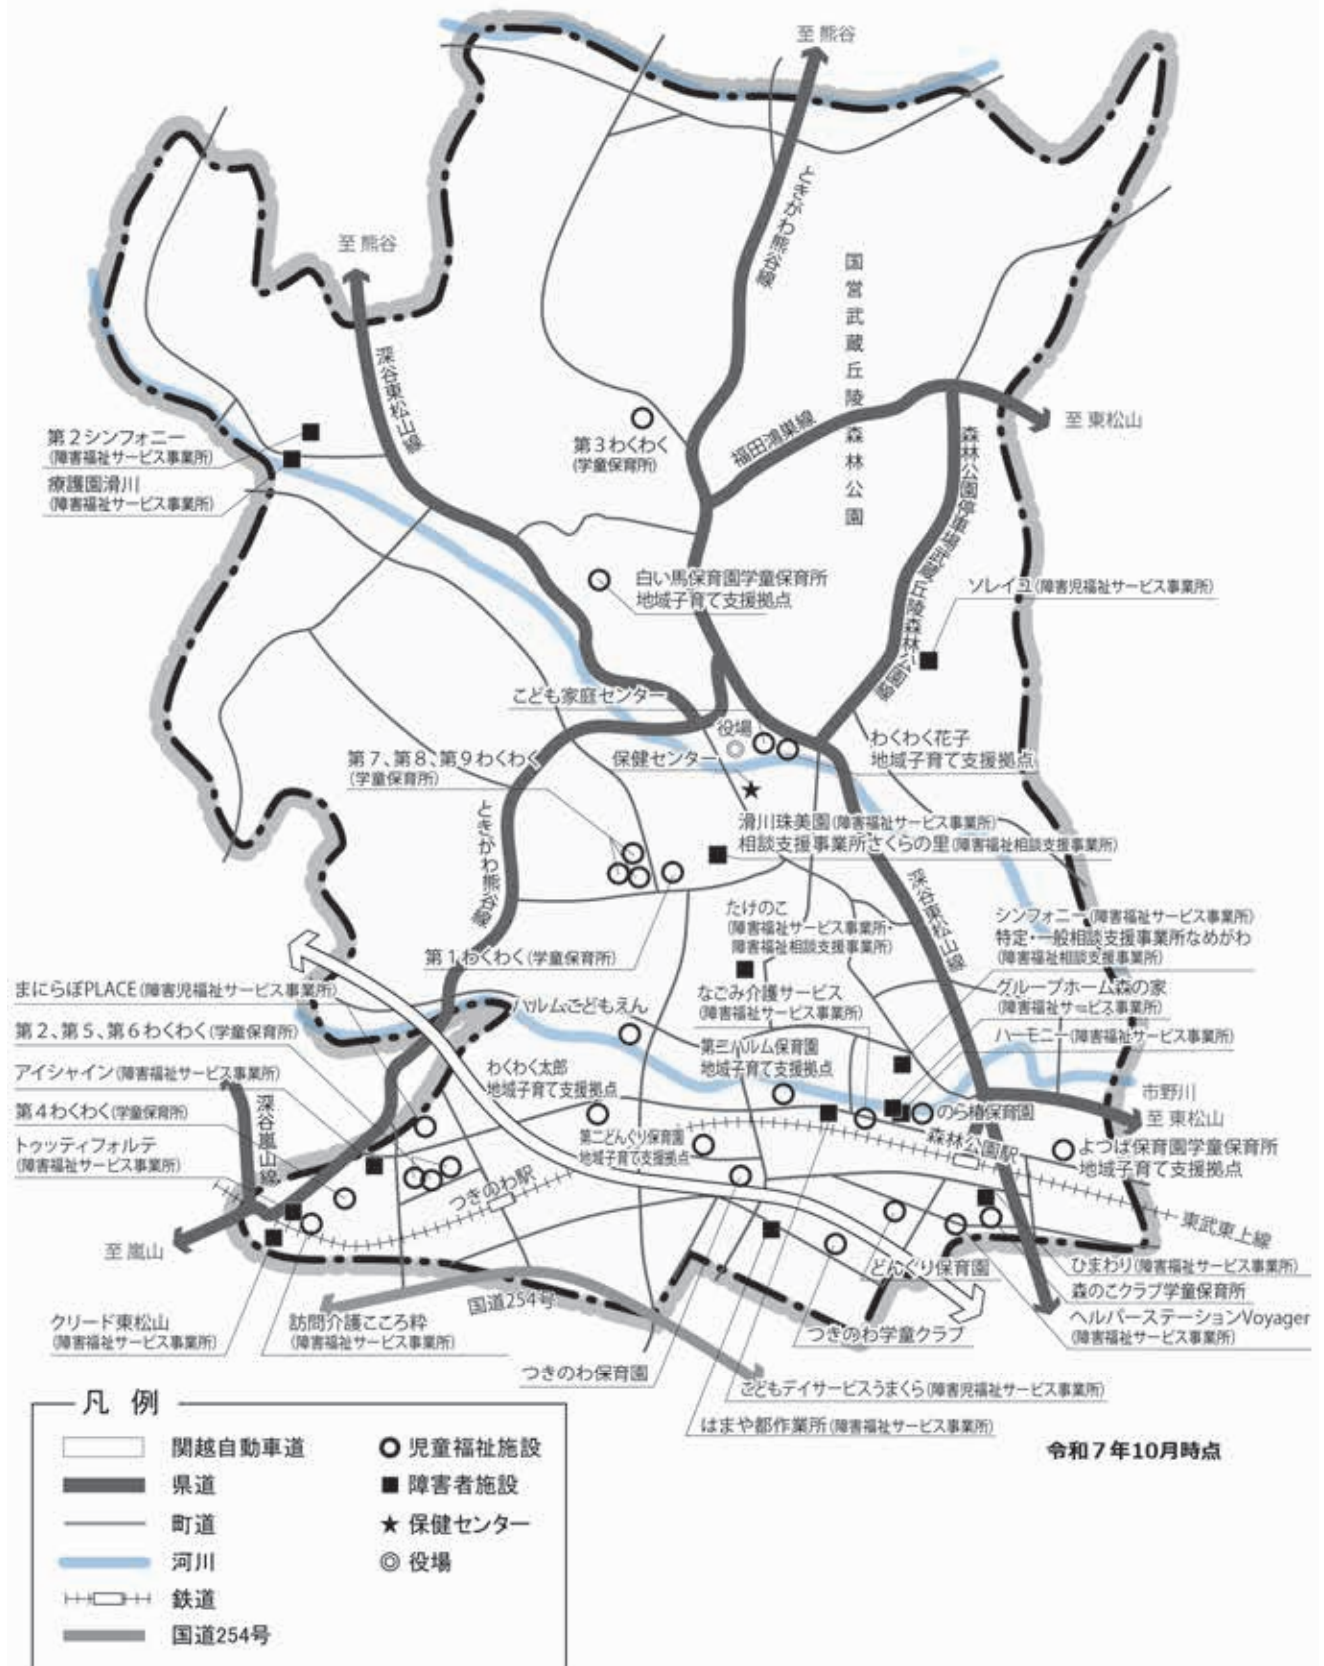 至 熊谷
ときがわ熊谷線
至 熊谷
国営武蔵丘陵森林公園
深谷東松山線
至 東松山
第3わくわく
(学童保育所)
福田鴻巣線
第2シンフォニー
(障害福祉サービス事業所)
療護園滑川
(障害福祉サービス事業所)
森林公園停車場武蔵丘陵森林公園線
白い馬保育園学童保育所
地域子育て支援拠点
ソレイユ(障害児福祉サービス事業所)
こども家庭センター
役場
わくわく花子
地域子育て支援拠点
第7、第8、第9わくわく
(学童保育所)
保健センター
ときがわ熊谷線
滑川珠美園(障害福祉サービス事業所)
相談支援事業所さくらの里(障害福祉相談支援事業所)
深谷東松山線
たけのこ
(障害福祉サービス事業所・
障害福祉相談支援事業所)
シンフォニー(障害福祉サービス事業所)
特定・一般相談支援事業所なめがわ
(障害福祉相談支援事業所)
第1わくわく(学童保育所)
まにらぼPLACE(障害児福祉サービス事業所)
なごみ介護サービス
(障害福祉サービス事業所)
グループホーム森の家
(障害福祉サービス事業所)
ハルムこどもえん
第2、第5、第6わくわく(学童保育所)
ハーモニー(障害福祉サービス事業所)
第三ハルム保育園
地域子育て支援拠点
わくわく太郎
地域子育て支援拠点
アイシャイン(障害福祉サービス事業所)
市野川
第4わくわく(学童保育所)
深谷嵐山線
のら椿保育園
至 東松山
トゥッティフォルテ
(障害福祉サービス事業所)
第二どんぐり保育園
地域子育て支援拠点
森林公園駅
よつば保育園学童保育所
地域子育て支援拠点
つきのわ駅
東武東上線
至 嵐山
どんぐり保育園
ひまわり(障害福祉サービス事業所)
森のこクラブ学童保育所
国道254号
クリード東松山
(障害福祉サービス事業所)
訪問介護こころ粋
(障害福祉サービス事業所)
ヘルパーステーションVoyager
(障害福祉サービス事業所)
つきのわ学童クラブ
つきのわ保育園
こどもデイサービスうまくら(障害児福祉サービス事業所)
はまや都作業所(障害福祉サービス事業所)
凡 例
関越自動車道
県道
町道
河川
鉄道
国道254号
児童福祉施設
障害者施設
保健センター
役場
令和7年10月時点